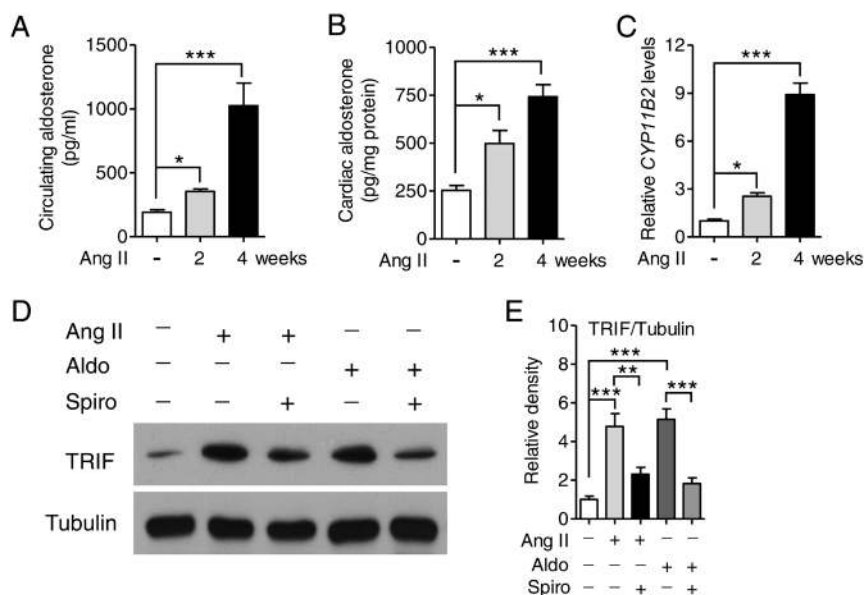 A
Circulating aldosterone
(pg/ml)
1500
1000
500
0
***
*
Ang II - 2 4 weeks
B
Cardiac aldosterone
(pg/mg protein)
1000
750
500
250
0
***
*
Ang II - 2 4 weeks
C
Relative CYP11B2 levels
12
9
6
3
0
***
*
Ang II - 2 4 weeks
D
Ang II − + + − −
Aldo − − − + +
Spiro − − + − +
TRIF
Tubulin
E
TRIF/Tubulin
Relative density
10
8
6
4
2
0
***
***
**
***
Ang II − + + − −
Aldo − − − + +
Spiro − − + − +